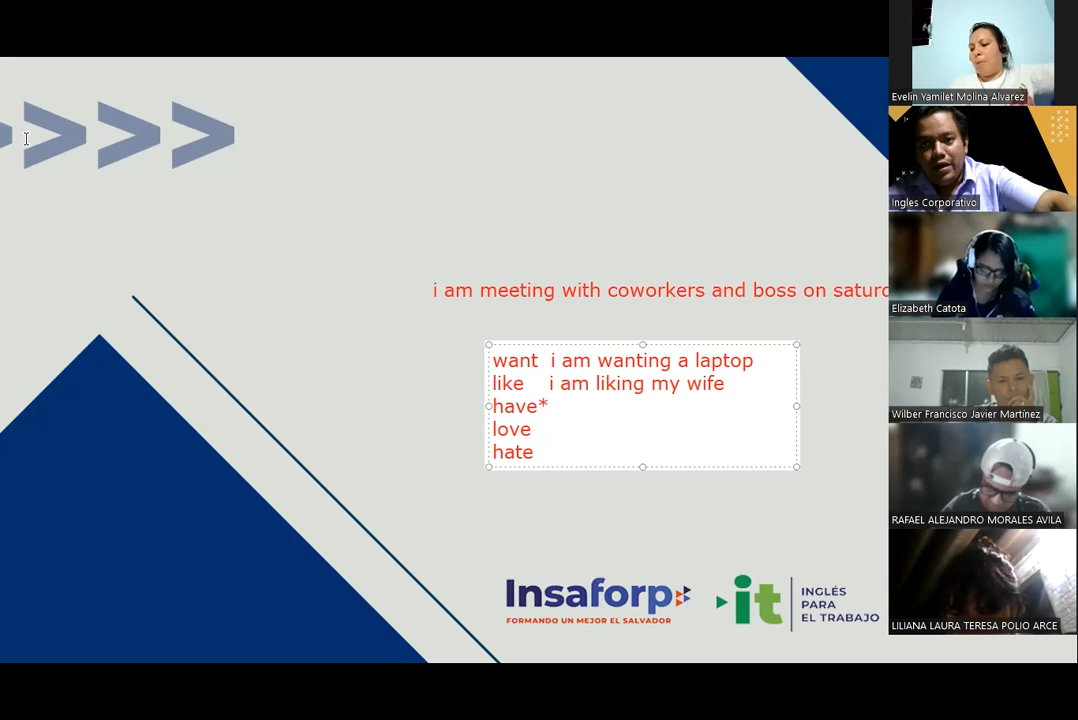 Evelin Yamilet Molina Alvarez
Ingles Corporativo
i am meeting with coworkers and boss on saturd
Elizabeth Catota
want i am wanting a laptop
like i am liking my wife
have*
love
hate
Wilber Francisco Javier Martínez
RAFAEL ALEJANDRO MORALES AVILA
Insaforp
FORMANDO UN MEJOR EL SALVADOR
it
INGLÉS
PARA
EL TRABAJO
LILIANA LAURA TERESA POLIO ARCE